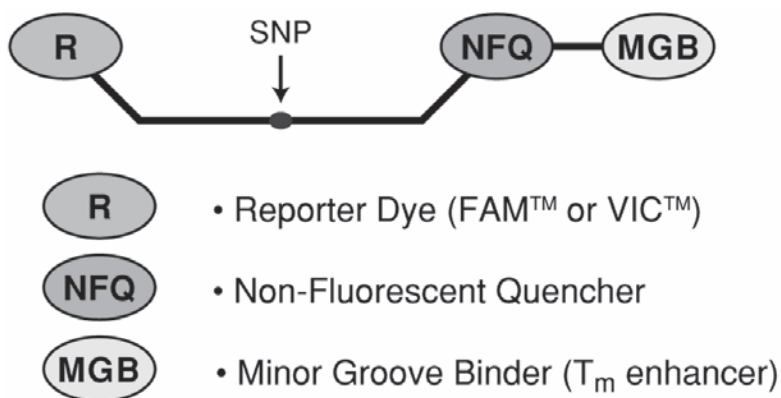 R
SNP
NFQ
MGB
R • Reporter Dye (FAM™ or VIC™)
NFQ • Non-Fluorescent Quencher
MGB • Minor Groove Binder (Tm enhancer)